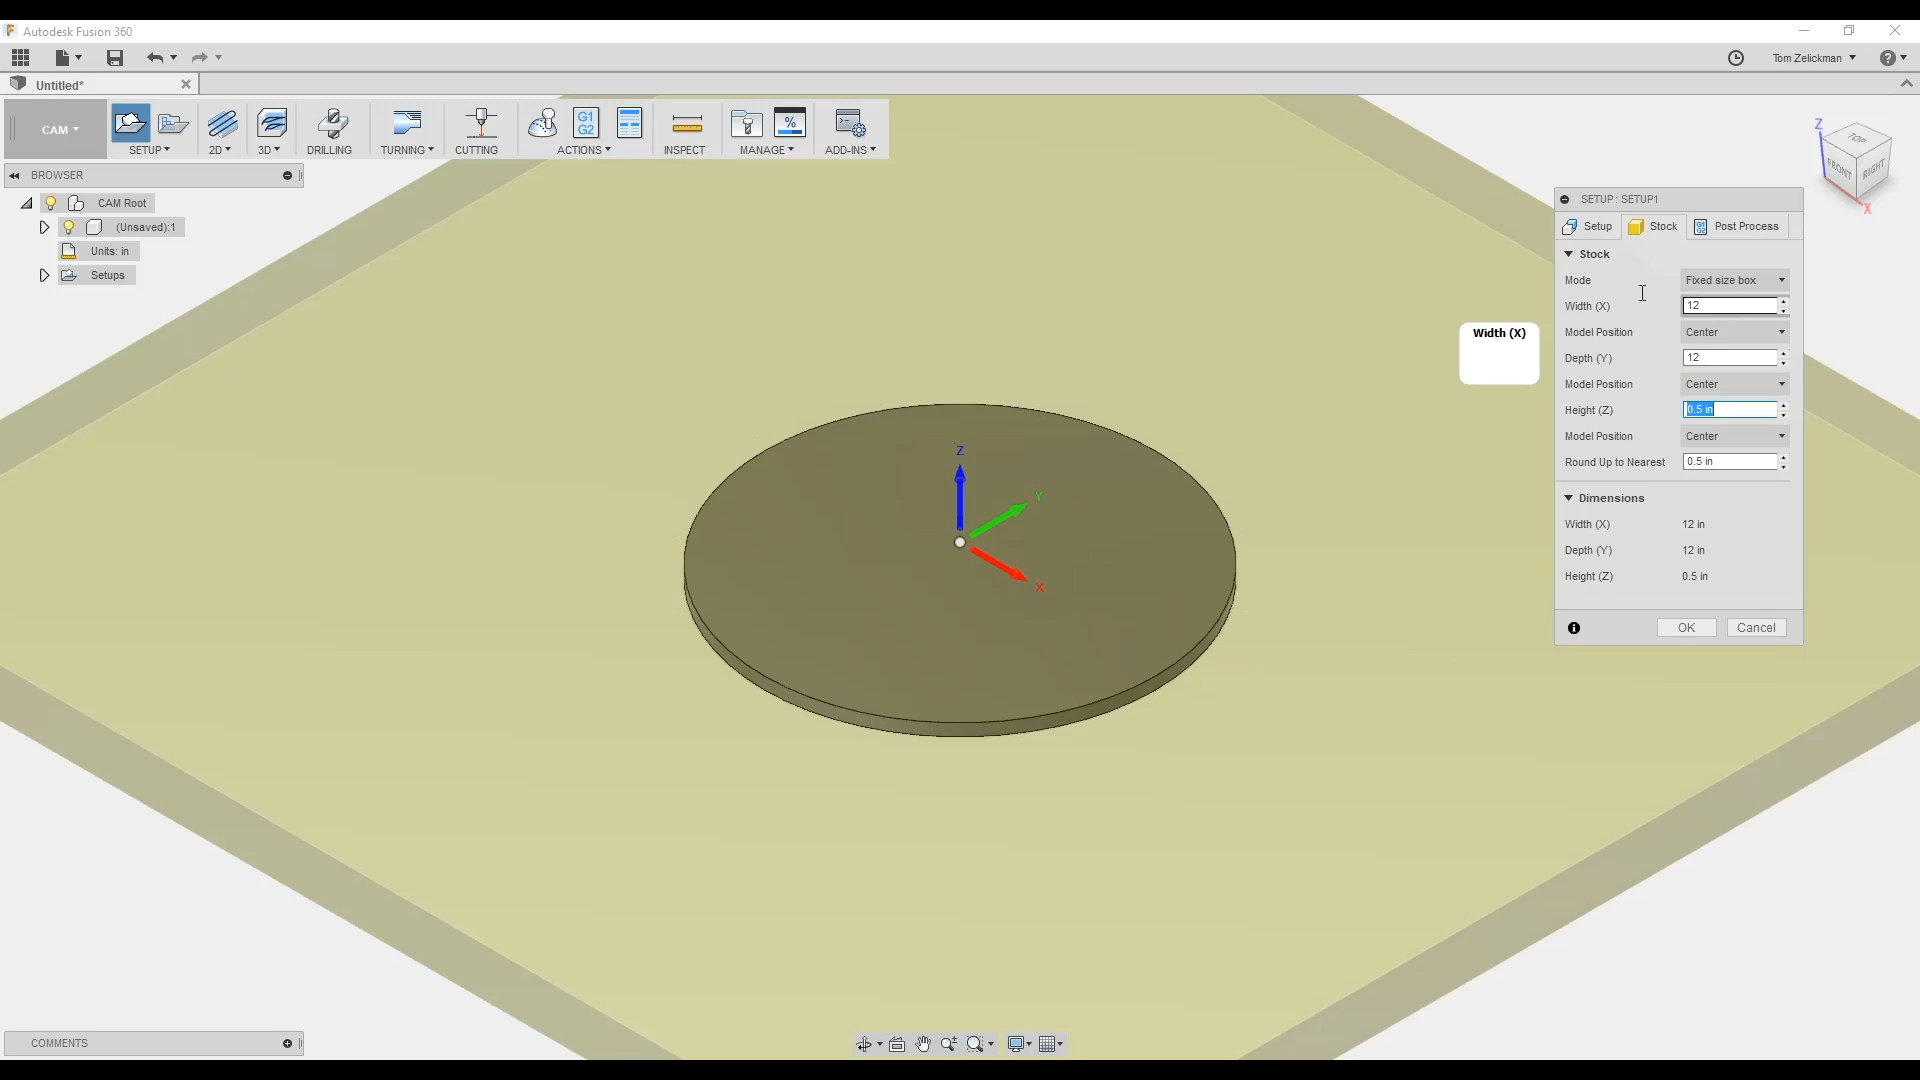 Autodesk Fusion 360
Tom Zelickman
Untitled*
CAM
SETUP
2D
3D
DRILLING
TURNING
CUTTING
G1
G2
ACTIONS
INSPECT
%
MANAGE
ADD-INS
BROWSER
CAM Root
(Unsaved):1
Units: in
Setups
Z
TOP
FRONT
RIGHT
X
SETUP : SETUP1
Setup
Stock
Post Process
Stock
Mode
Fixed size box
Width (X)
12
Model Position
Center
Depth (Y)
12
Model Position
Center
Height (Z)
0.5 in
Model Position
Center
Round Up to Nearest
0.5 in
Dimensions
Width (X)
12 in
Depth (Y)
12 in
Height (Z)
0.5 in
OK
Cancel
Width (X)
Z
Y
X
COMMENTS